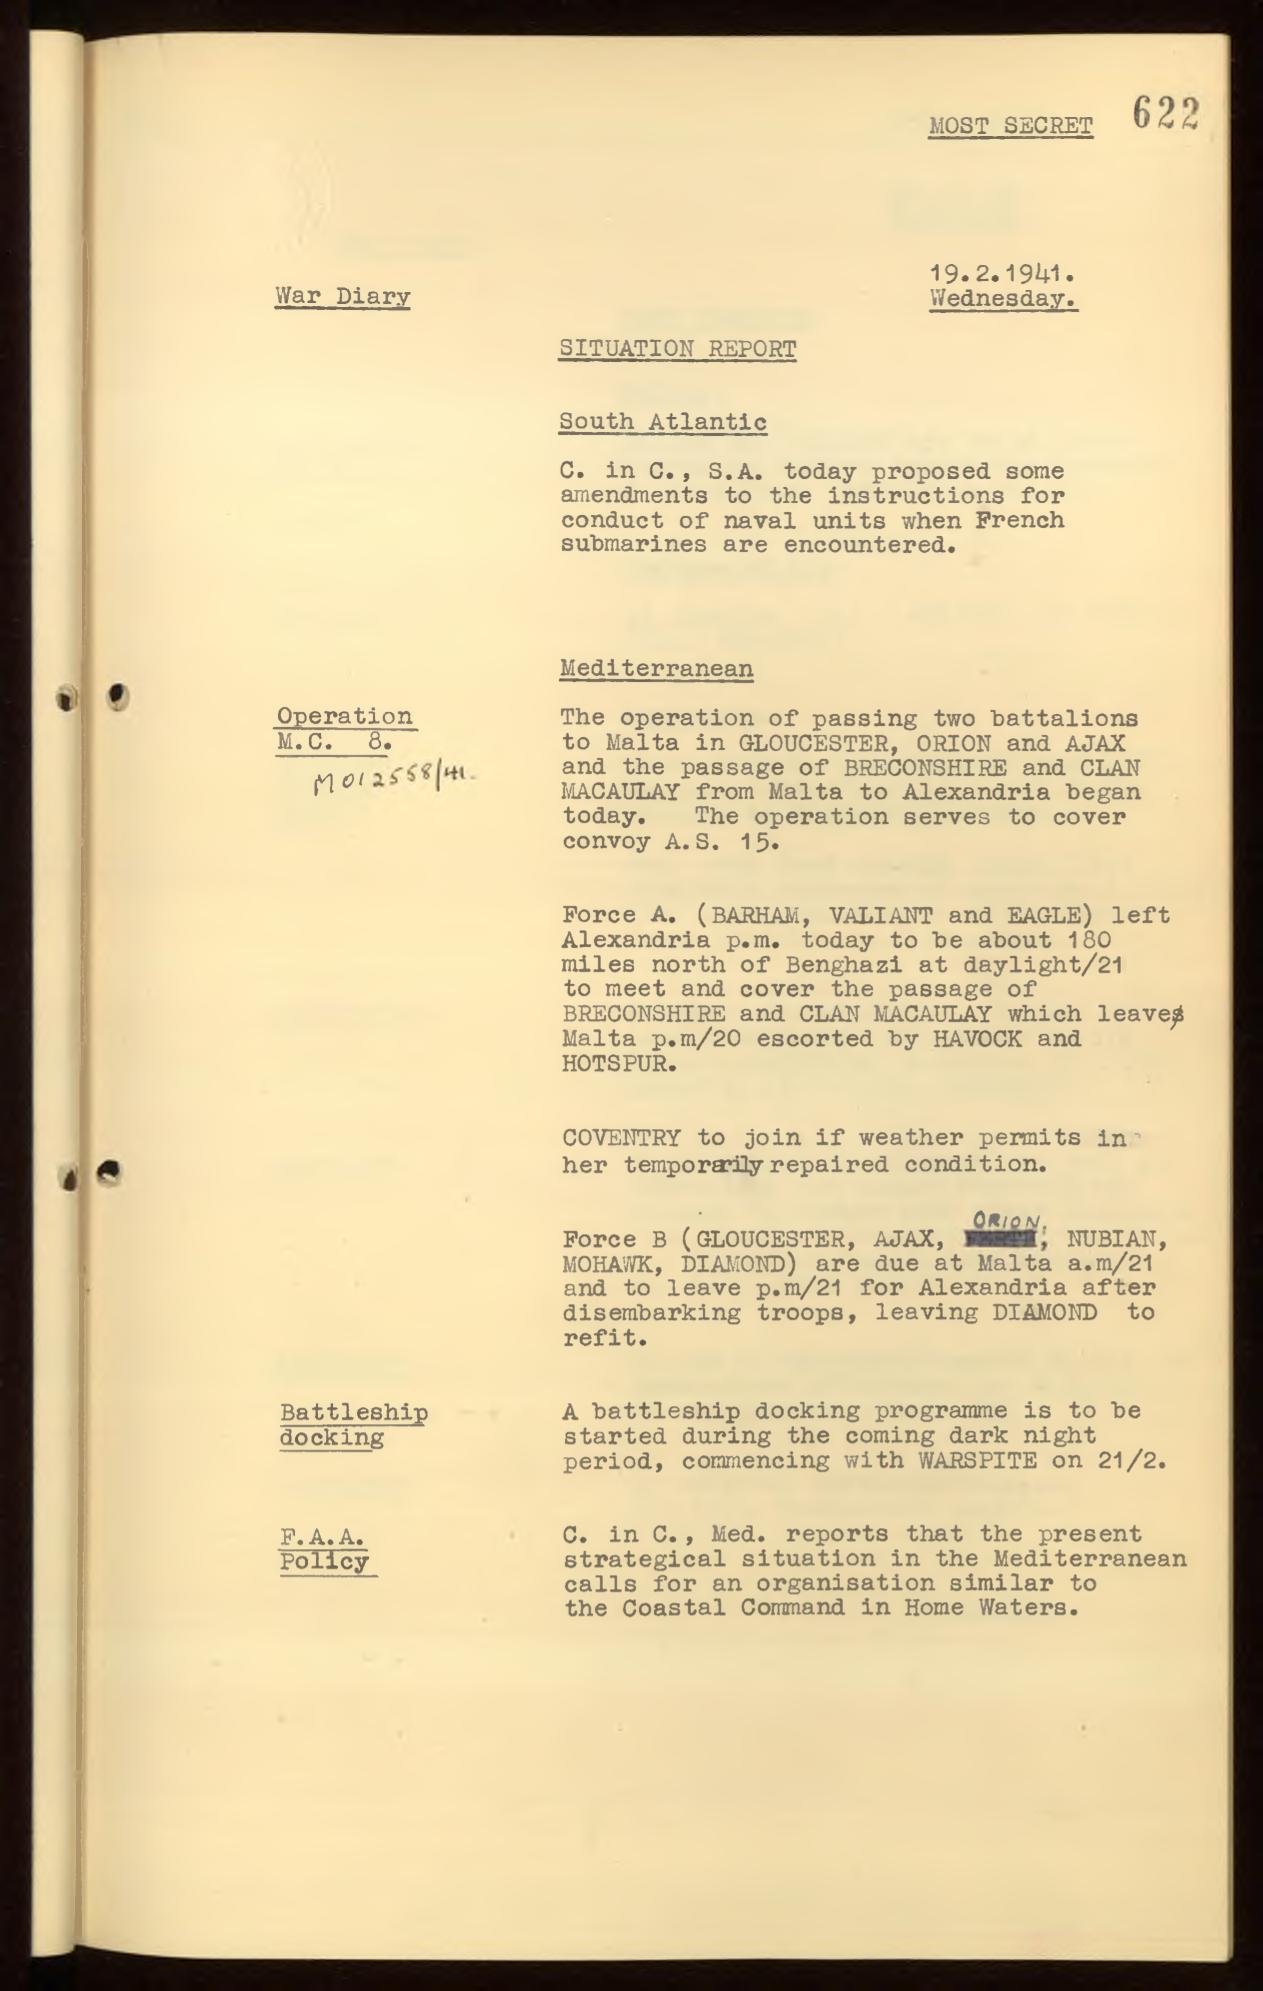 MOST SECRET 622
19.2.1941.
War Diary Wednesday.
SITUATION REPORT
South Atlantic
C. in C., S.A. today proposed some
amendments to the instructions for
conduct of naval units when French
submarines are encountered.
Mediterranean
Operation
M.C. 8.
M012558/41.
The operation of passing two battalions
to Malta in GLOUCESTER, ORION and AJAX
and the passage of BRECONSHIRE and CLAN
MACAULAY from Malta to Alexandria began
today. The operation serves to cover
convoy A.S. 15.
Force A. (BARHAM, VALIANT and EAGLE) left
Alexandria p.m. today to be about 180
miles north of Benghazi at daylight/21
to meet and cover the passage of
BRECONSHIRE and CLAN MACAULAY which leave
Malta p.m/20 escorted by HAVOCK and
HOTSPUR.
COVENTRY to join if weather permits in
her temporarily repaired condition.
Force B (GLOUCESTER, AJAX, ORION, NUBIAN,
MOHAWK, DIAMOND) are due at Malta a.m/21
and to leave p.m/21 for Alexandria after
disembarking troops, leaving DIAMOND to
refit.
Battleship
docking
A battleship docking programme is to be
started during the coming dark night
period, commencing with WARSPITE on 21/2.
F.A.A.
Policy
C. in C., Med. reports that the present
strategical situation in the Mediterranean
calls for an organisation similar to
the Coastal Command in Home Waters.